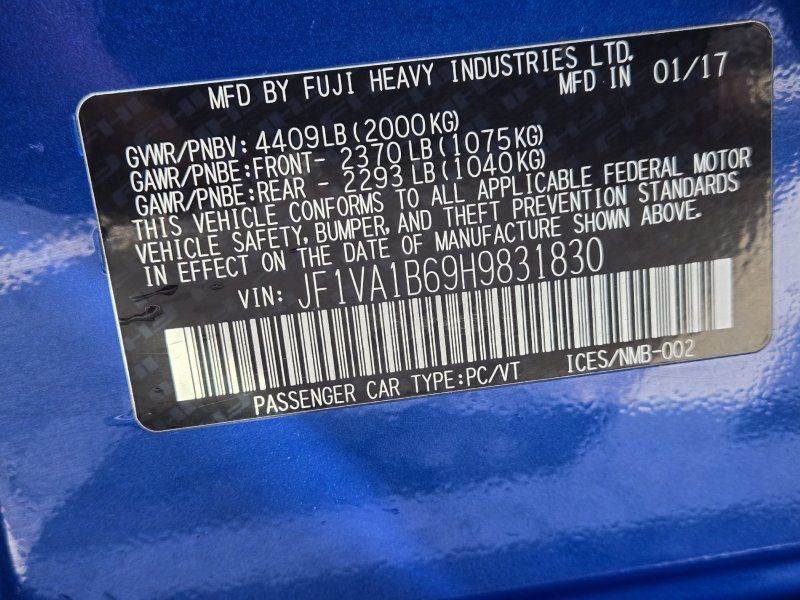 MFD BY FUJI HEAVY INDUSTRIES LTD.
MFD IN 01/17
GVWR/PNBV: 4409LB(2000KG)
GAWR/PNBE:FRONT- 2370LB(1075KG)
GAWR/PNBE:REAR - 2293LB(1040KG)
THIS VEHICLE CONFORMS TO ALL APPLICABLE FEDERAL MOTOR
VEHICLE SAFETY, BUMPER, AND THEFT PREVENTION STANDARDS
IN EFFECT ON THE DATE OF MANUFACTURE SHOWN ABOVE.
VIN: JF1VA1B69H9831830
PASSENGER CAR TYPE:PC/VT ICES/NMB-002